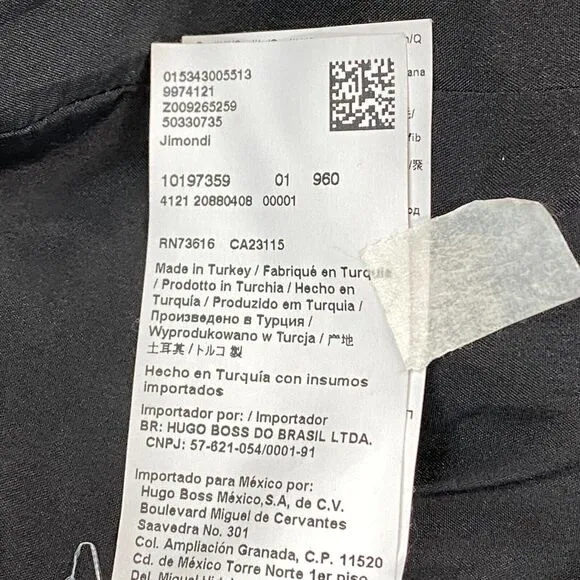 015343005513
9974121
Z009265259
50330735
Jimondi
10197359 01 960
4121 20880408 00001
RN73616 CA23115
Made in Turkey / Fabriqué en Turquie
/ Prodotto in Turchia / Hecho en
Turquía / Produzido em Turquia /
Произведено в Турция /
Wyprodukowano w Turcja / 产地
土耳其 / トルコ 製
Hecho en Turquía con insumos
importados
Importador por: / Importador
BR: HUGO BOSS DO BRASIL LTDA.
CNPJ: 57-621-054/0001-91
Importado para México por:
Hugo Boss México,S.A, de C.V.
Boulevard Miguel de Cervantes
Saavedra No. 301
Col. Ampliación Granada, C.P. 11520
Cd. de México Torre Norte 1er piso